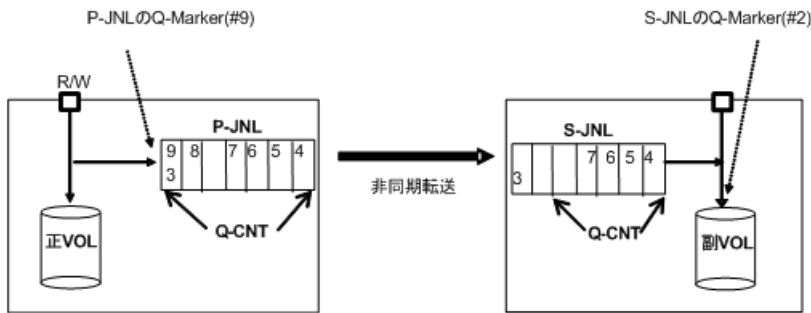 P-JNLのQ-Marker(#9)
S-JNLのQ-Marker(#2)
R/W
P-JNL
9 8 7 6 5 4
3
Q-CNT
正VOL
非同期転送
S-JNL
7 6 5 4
3
Q-CNT
副VOL